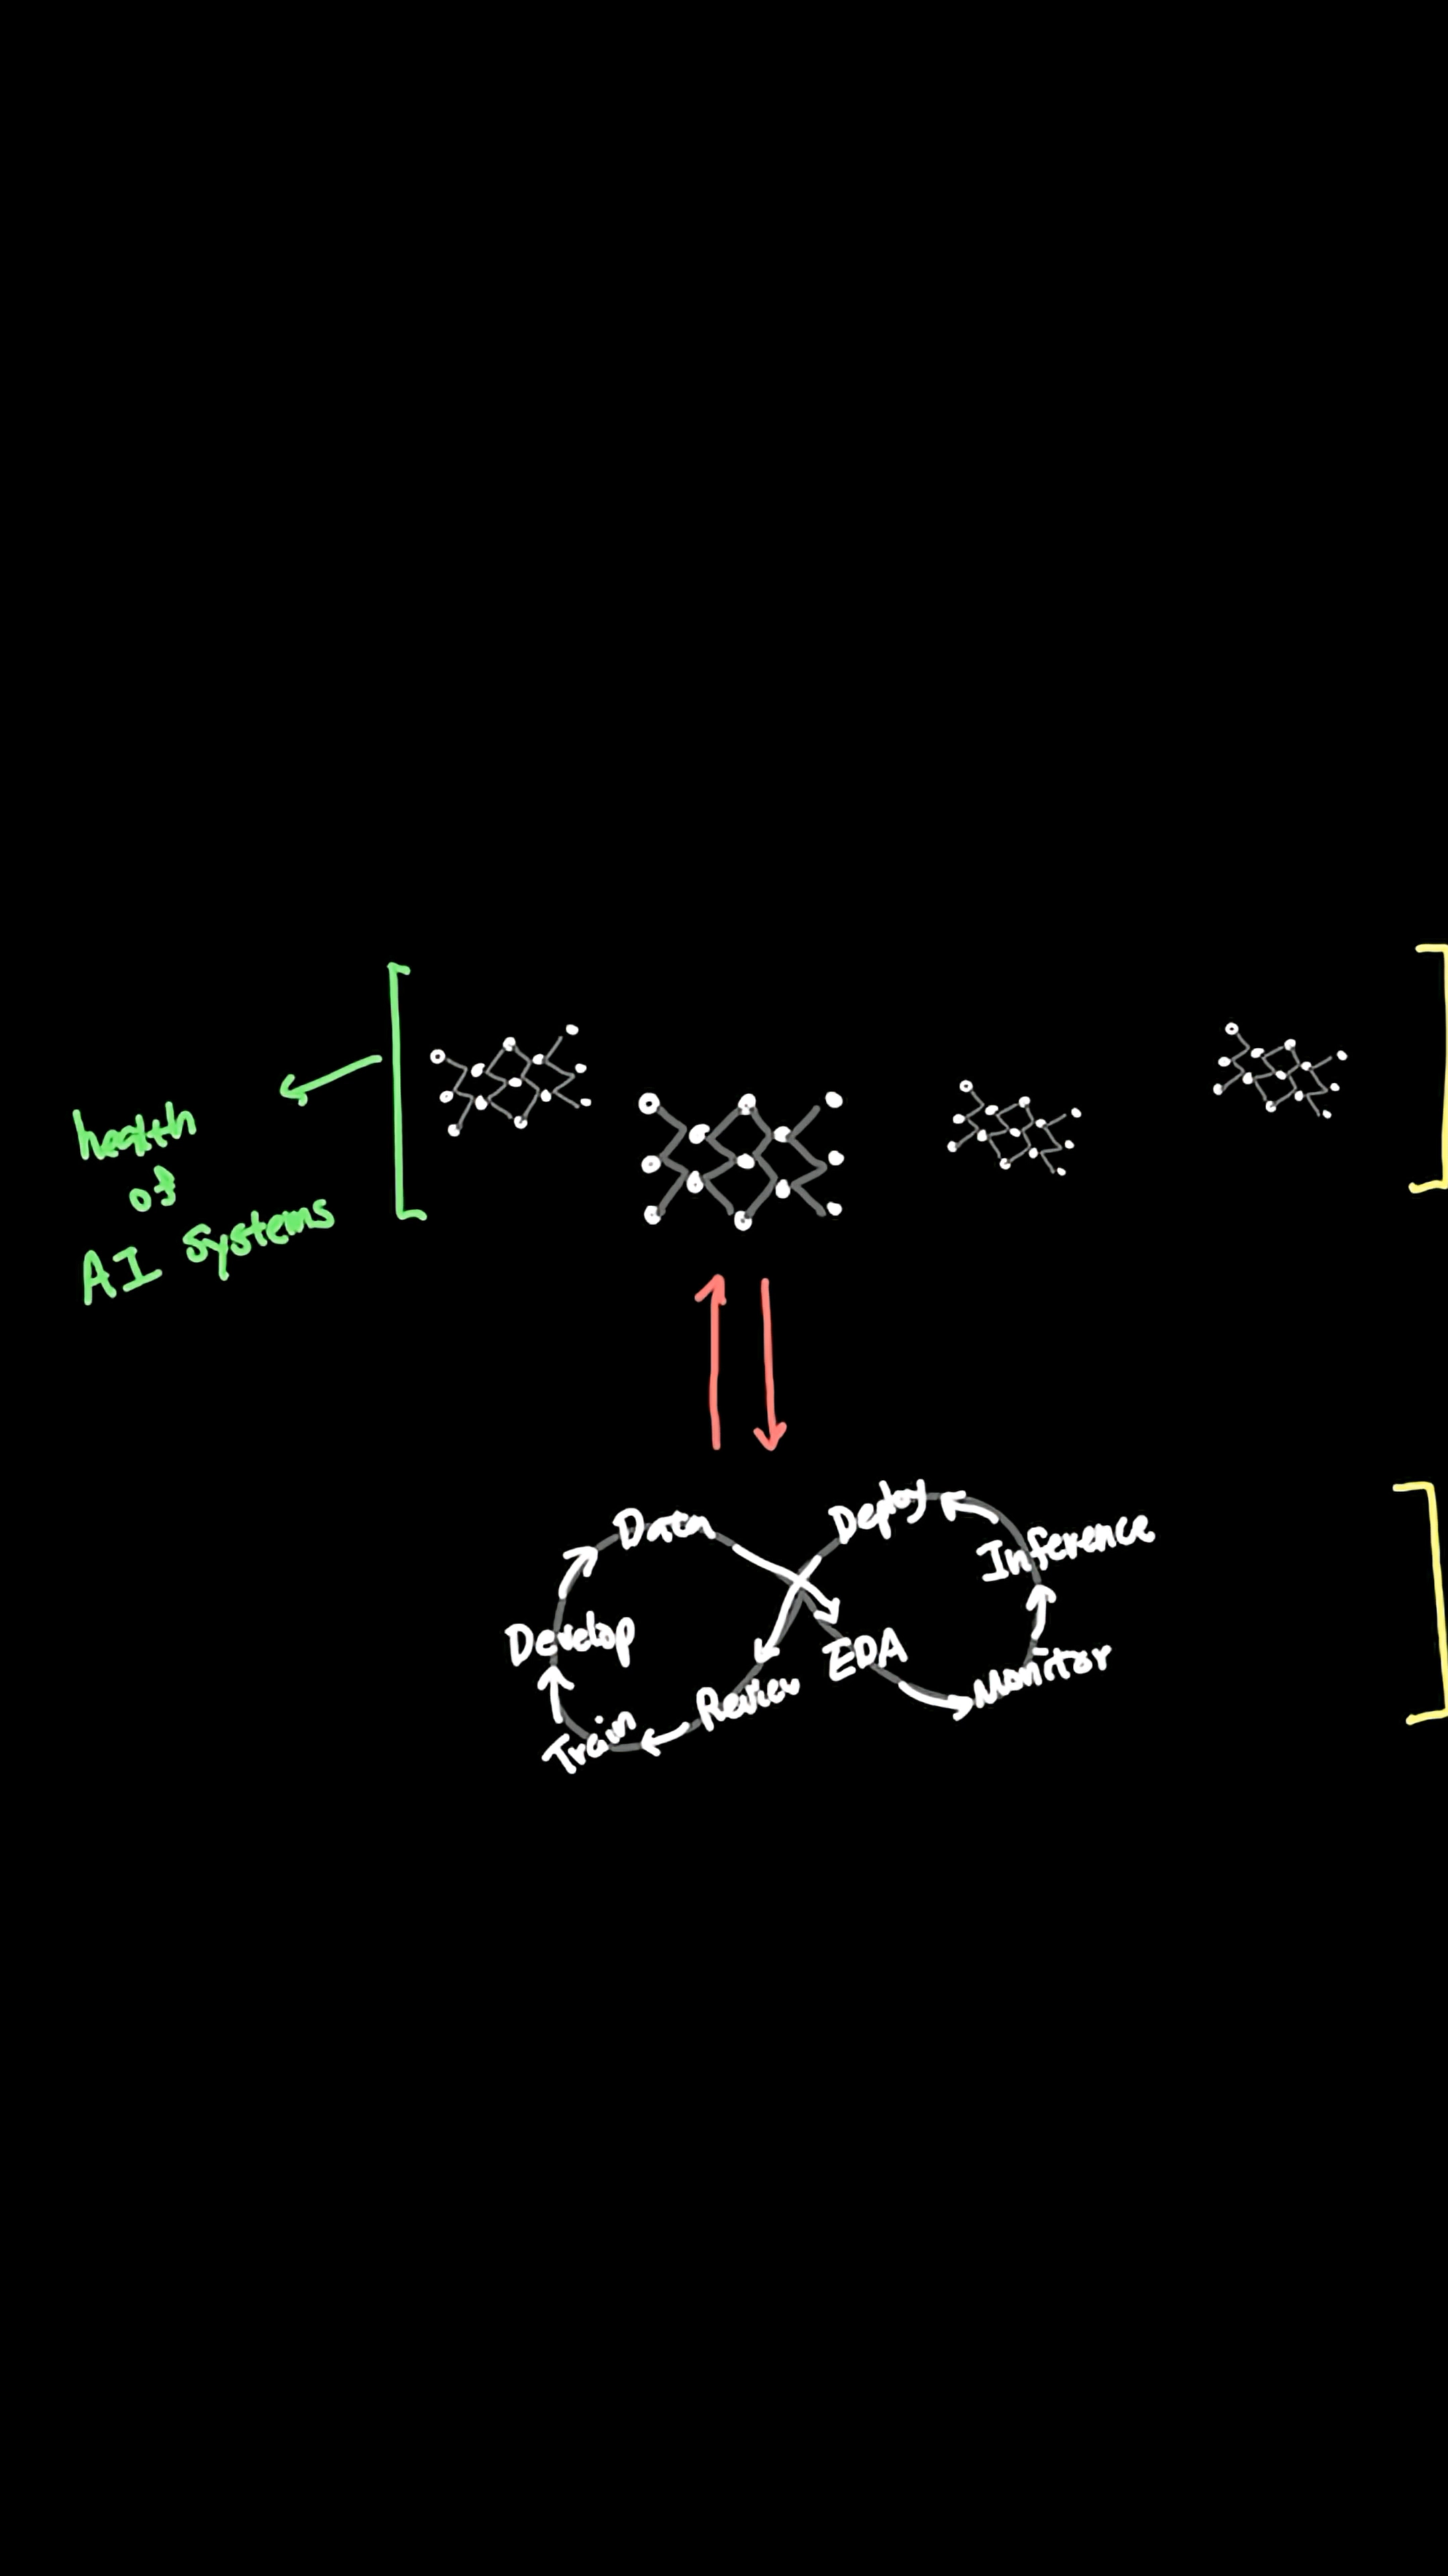 health
of
AI systems
Data
Deploy
Inference
Develop
EDA
Monitor
Review
Train